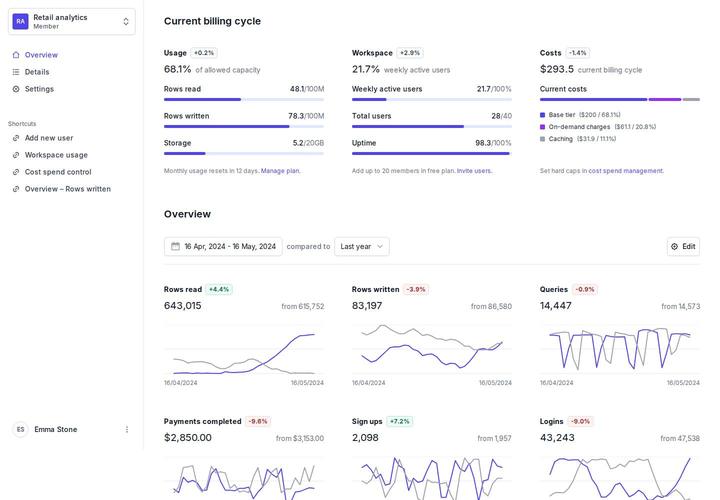 RA
Retail analytics
Member
Overview
Details
Settings
Shortcuts
Add new user
Workspace usage
Cost spend control
Overview – Rows written
ES
Emma Stone
Current billing cycle
Usage +0.2%
68.1% of allowed capacity
Rows read 48.1/100M
Rows written 78.3/100M
Storage 5.2/20GB
Monthly usage resets in 12 days. Manage plan.
Workspace +2.9%
21.7% weekly active users
Weekly active users 21.7/100%
Total users 28/40
Uptime 98.3/100%
Add up to 20 members in free plan. Invite users.
Costs -1.4%
$293.5 current billing cycle
Current costs
Base tier ($200 / 68.1%)
On-demand charges ($61.1 / 20.8%)
Caching ($31.9 / 11.1%)
Set hard caps in cost spend management.
Overview
16 Apr, 2024 - 16 May, 2024 compared to Last year
Edit
Rows read +4.4%
643,015 from 615,752
16/04/2024 16/05/2024
Rows written -3.9%
83,197 from 86,580
16/04/2024 16/05/2024
Queries -0.9%
14,447 from 14,573
16/04/2024 16/05/2024
Payments completed -9.6%
$2,850.00 from $3,153.00
Sign ups +7.2%
2,098 from 1,957
Logins -9.0%
43,243 from 47,538